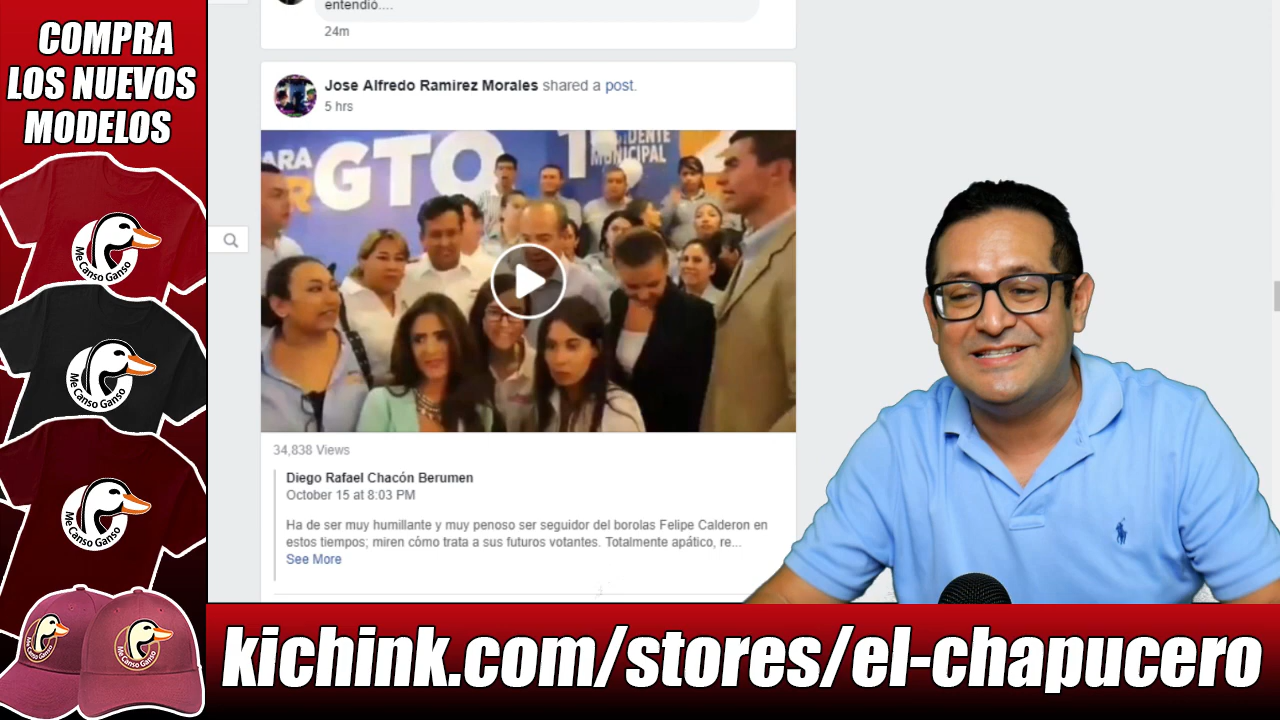 COMPRA
LOS NUEVOS
MODELOS
Me Canso Ganso
Me Canso Ganso
Me Canso Ganso
Me Canso Ganso
Me Canso Ganso
entendió....
24m
Jose Alfredo Ramirez Morales shared a post.
5 hrs
ARA
GTO
MUNICIPAL
34,838 Views
Diego Rafael Chacón Berumen
October 15 at 8:03 PM
Ha de ser muy humillante y muy penoso ser seguidor del borolas Felipe Calderon en
estos tiempos; miren cómo trata a sus futuros votantes. Totalmente apático, re...
See More
kichink.com/stores/el-chapucero